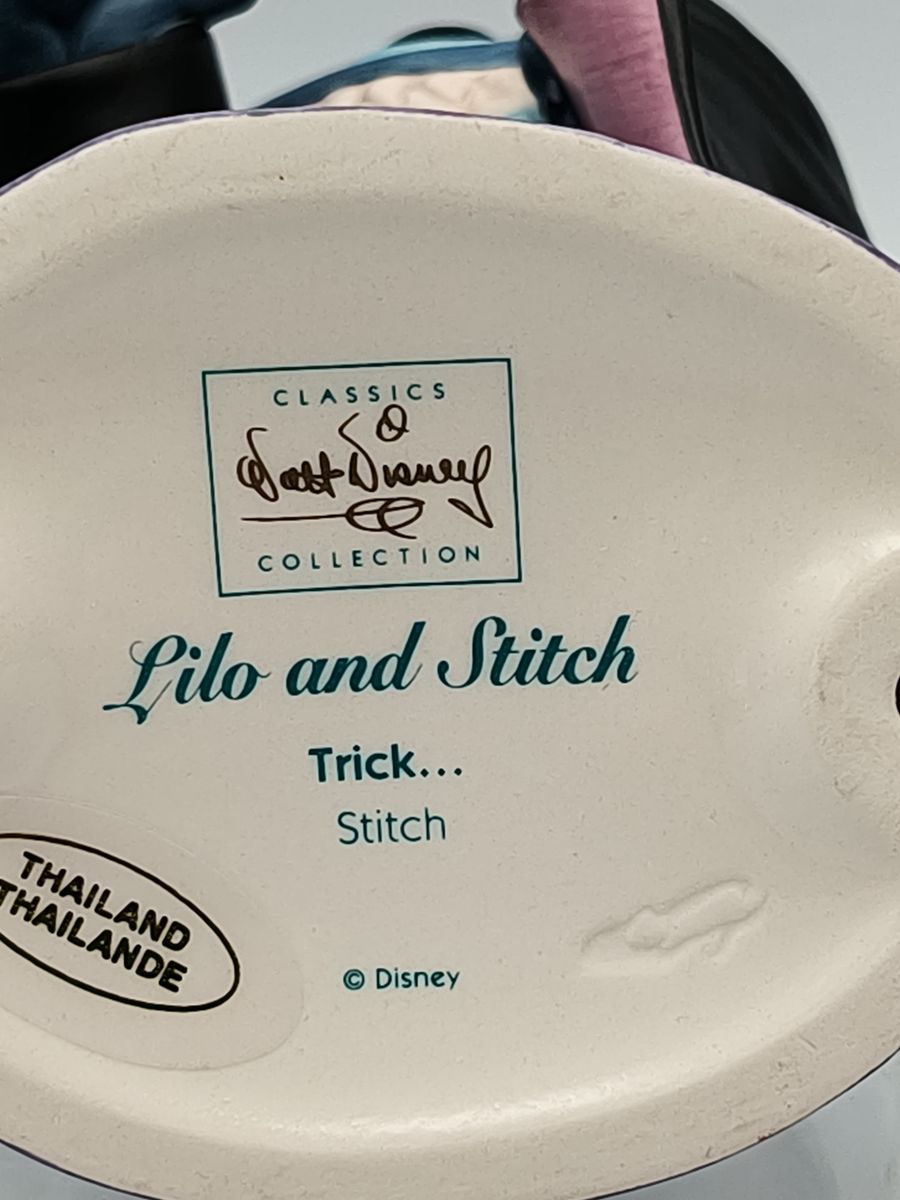 CLASSICS
Walt Disney
COLLECTION
Lilo and Stitch
Trick...
Stitch
THAILAND
THAILANDE
© Disney